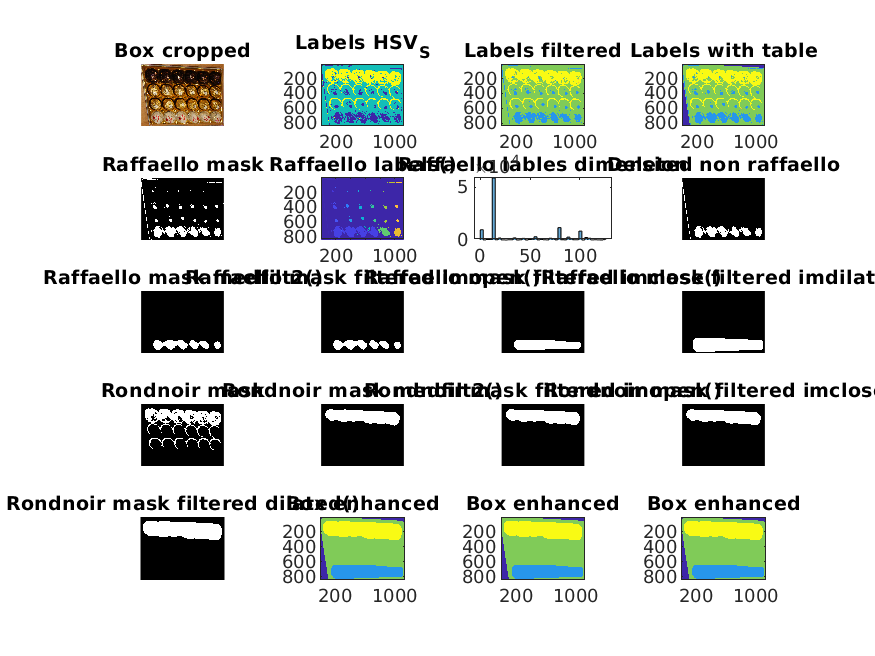 Box cropped
Labels HSV_S
Labels filtered
Labels with table
200
400
600
800
200 1000
200
400
600
800
200 1000
200
400
600
800
200 1000
Raffaello mask
Raffaello labels()
Raffaello lables dimension
Deleted non raffaello
200
400
600
800
200 1000
×10^4
5
0
0 50 100
Raffaello mask medfilt2()
Raffaello mask filtered imopen()
Raffaello mask filtered imclose()
Raffaello mask filtered imdilat
Rondnoir mask
Rondnoir mask medfilt2()
Rondnoir mask filtered imopen()
Rondnoir mask filtered imclose
Rondnoir mask filtered dilated()
Box enhanced
Box enhanced
Box enhanced
200
400
600
800
200 1000
200
400
600
800
200 1000
200
400
600
800
200 1000